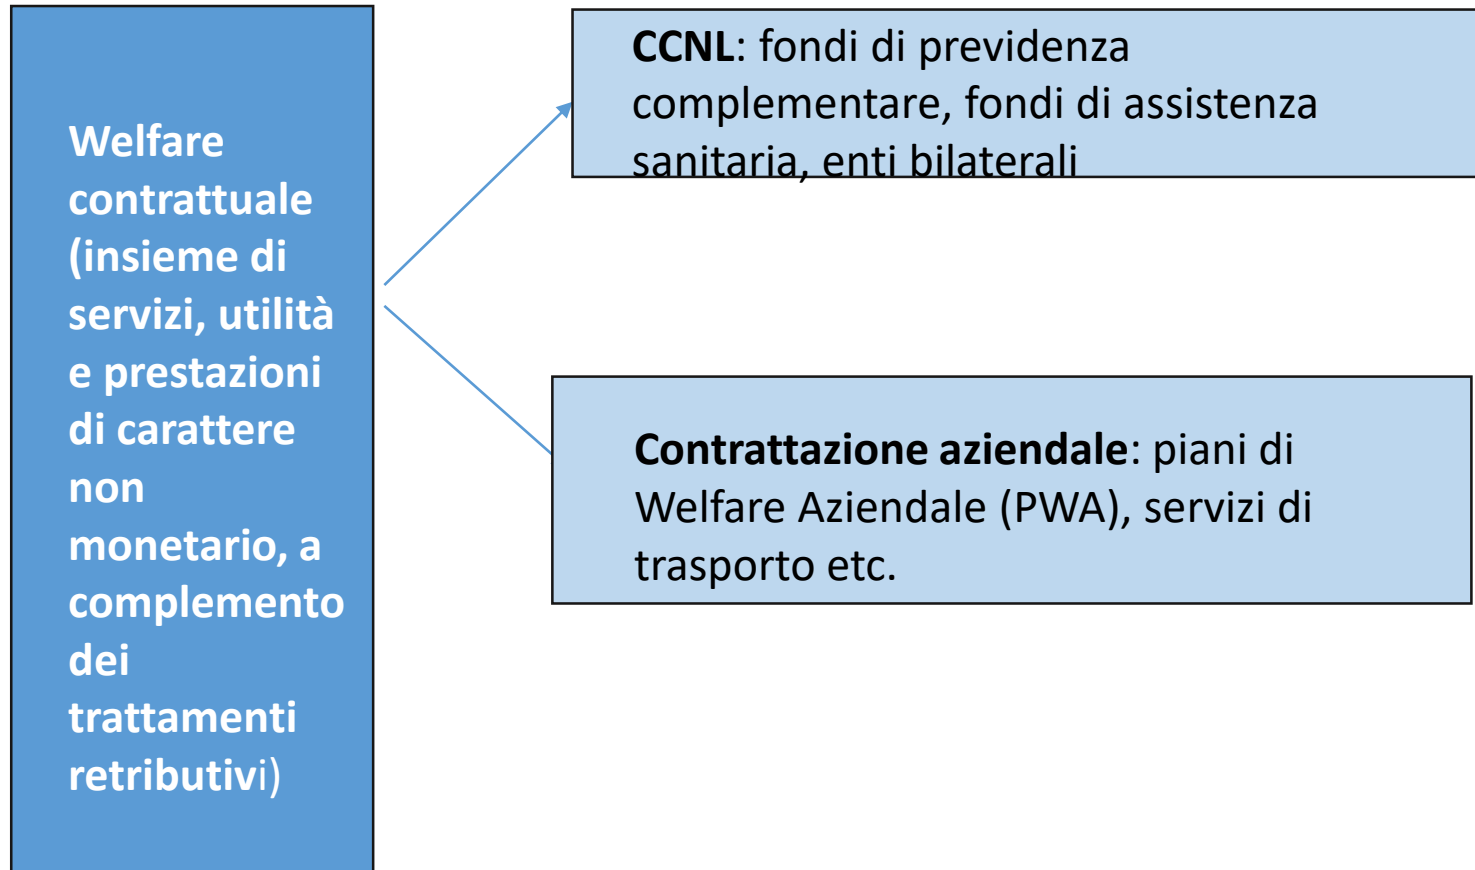 Welfare
contrattuale
(insieme di
servizi, utilità
e prestazioni
di carattere
non
monetario, a
complemento
dei
trattamenti
retributivi)
CCNL: fondi di previdenza
complementare, fondi di assistenza
sanitaria, enti bilaterali
Contrattazione aziendale: piani di
Welfare Aziendale (PWA), servizi di
trasporto etc.